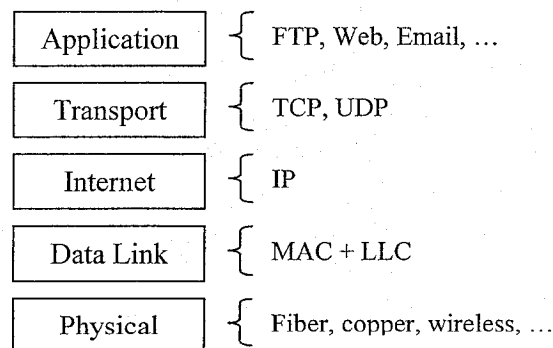 Application { FTP, Web, Email, …
Transport { TCP, UDP
Internet { IP
Data Link { MAC + LLC
Physical { Fiber, copper, wireless, …